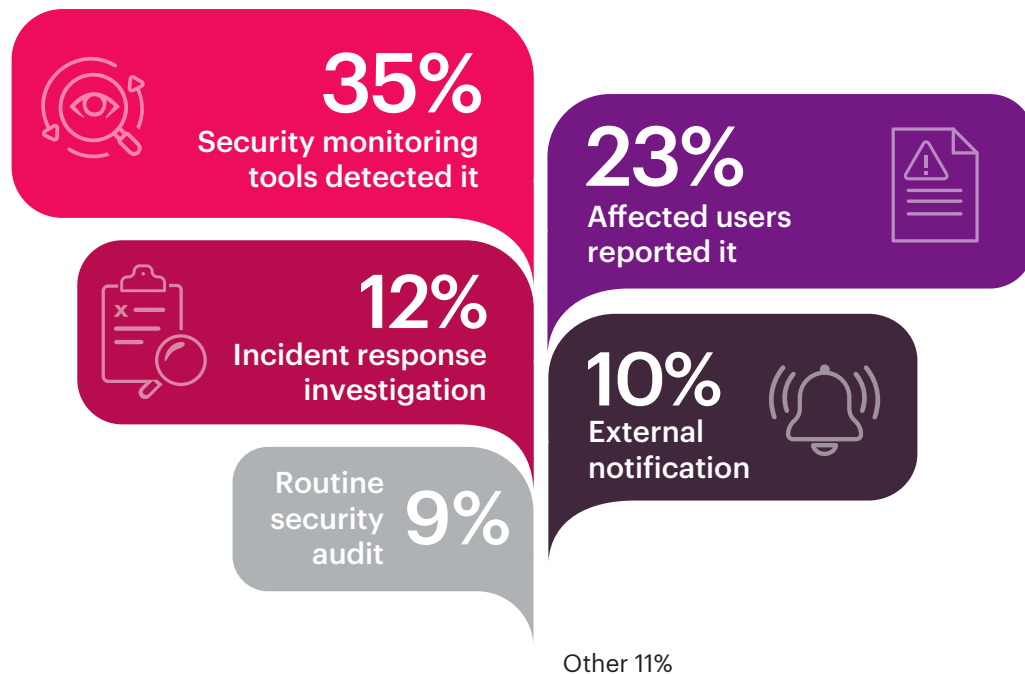 35%
Security monitoring
tools detected it
23%
Affected users
reported it
12%
Incident response
investigation
10%
External
notification
Routine
security
audit
9%
Other 11%